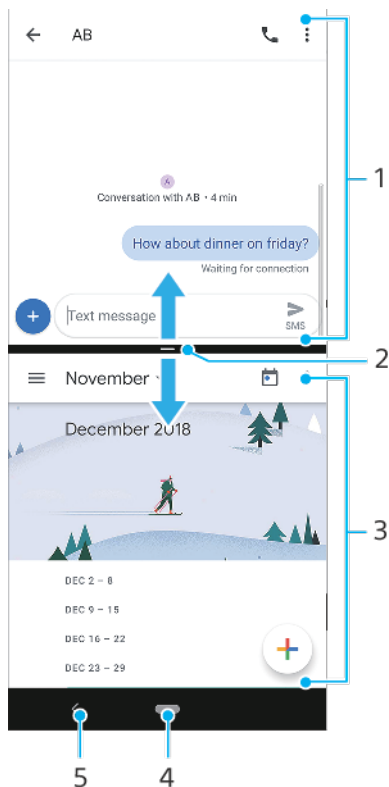 AB
1
Conversation with AB • 4 min
How about dinner on friday?
Waiting for connection
Text message
SMS
2
November
December 2018
3
DEC 2 – 8
DEC 9 – 15
DEC 16 – 22
DEC 23 – 29
5
4